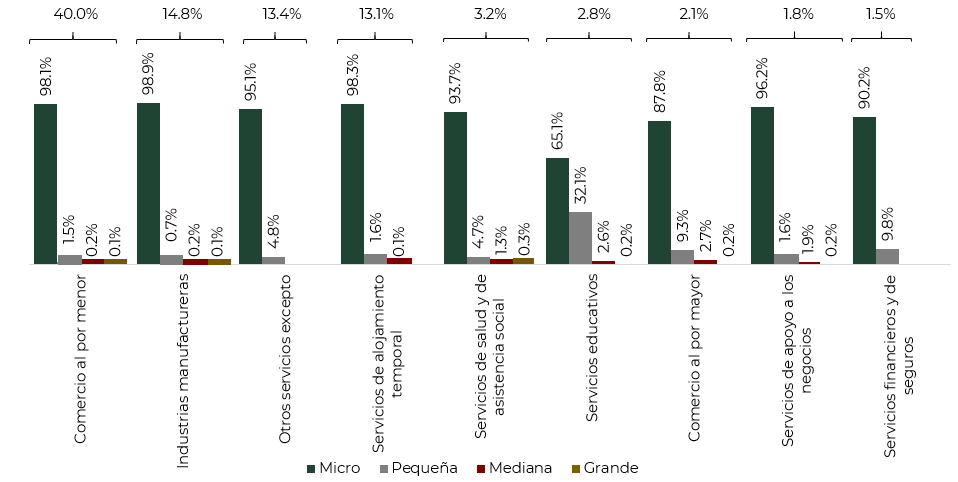 40.0%
14.8%
13.4%
13.1%
3.2%
2.8%
2.1%
1.8%
1.5%
98.1%
1.5%
0.2%
0.1%
98.9%
0.7%
0.2%
0.1%
95.1%
4.8%
98.3%
1.6%
0.1%
93.7%
4.7%
1.3%
0.3%
65.1%
32.1%
2.6%
0.2%
87.8%
9.3%
2.7%
0.2%
96.2%
1.6%
1.9%
0.2%
90.2%
9.8%
Comercio al por menor
Industrias manufactureras
Otros servicios excepto
Servicios de alojamiento
temporal
Servicios de salud y de
asistencia social
Servicios educativos
Comercio al por mayor
Servicios de apoyo a los
negocios
Servicios financieros y de
seguros
Micro
Pequeña
Mediana
Grande